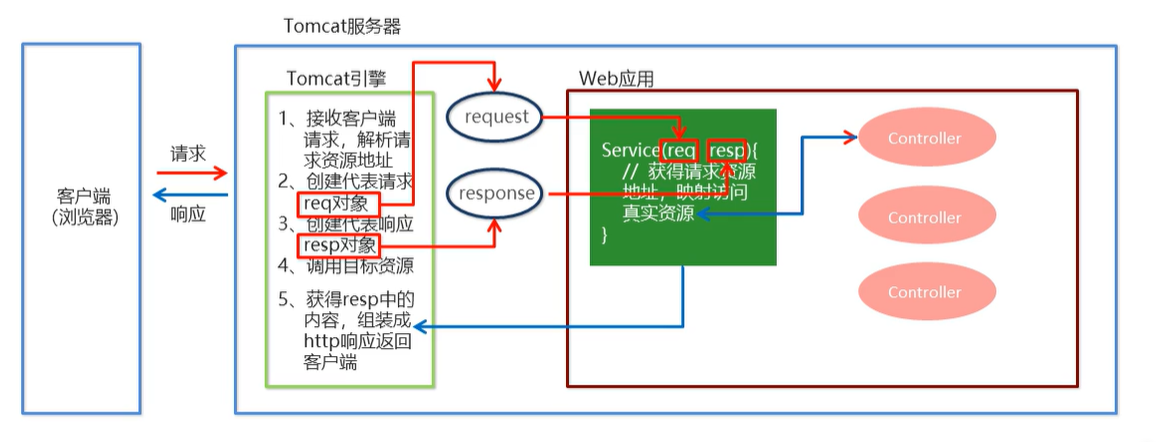 Tomcat服务器
Tomcat引擎
Web应用
客户端
（浏览器）
请求
响应
1、接收客户端
请求，解析请
求资源地址
2、创建代表请求
req对象
3、创建代表响应
resp对象
4、调用目标资源
5、获得resp中的
内容，组装成
http响应返回
客户端
request
response
Service(req resp){
// 获得请求资源
地址，映射访问
真实资源
}
Controller
Controller
Controller